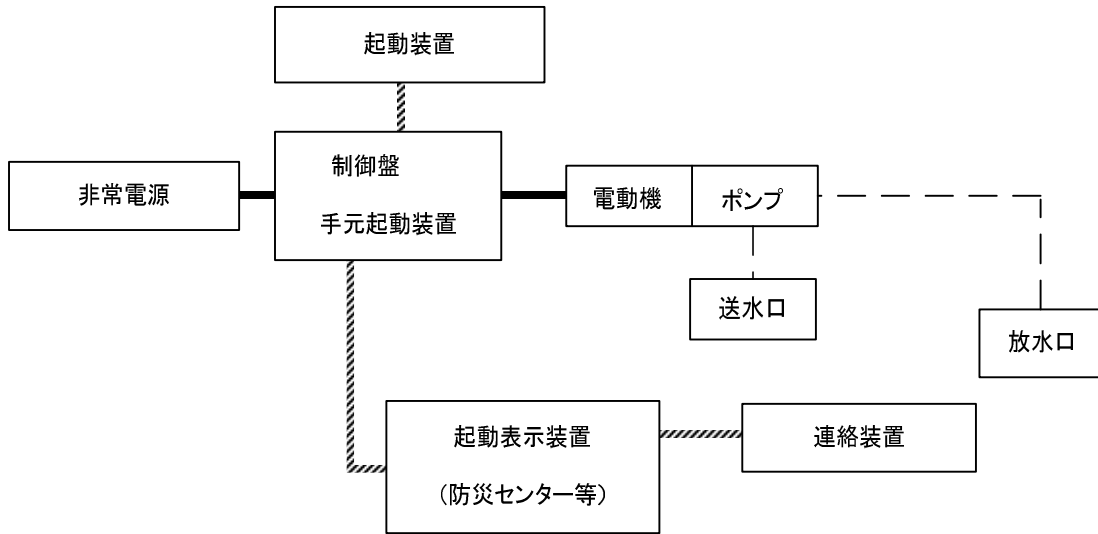 起動装置
制御盤
手元起動装置
非常電源
電動機
ポンプ
送水口
放水口
起動表示装置
（防災センター等）
連絡装置